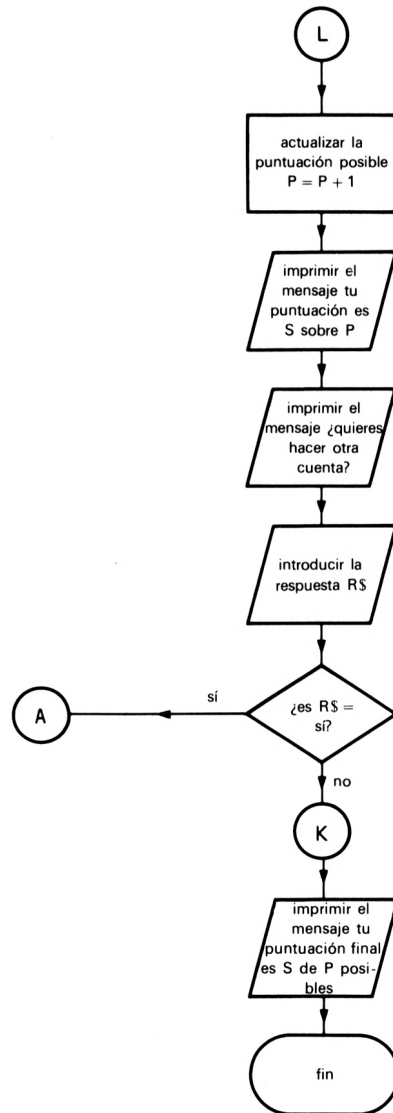 L
actualizar la
puntuación posible
P = P + 1
imprimir el
mensaje tu
puntuación es
S sobre P
imprimir el
mensaje ¿quieres
hacer otra
cuenta?
introducir la
respuesta R$
¿es R$ =
sí?
sí
A
no
K
imprimir el
mensaje tu
puntuación final
es S de P posi-
bles
fin